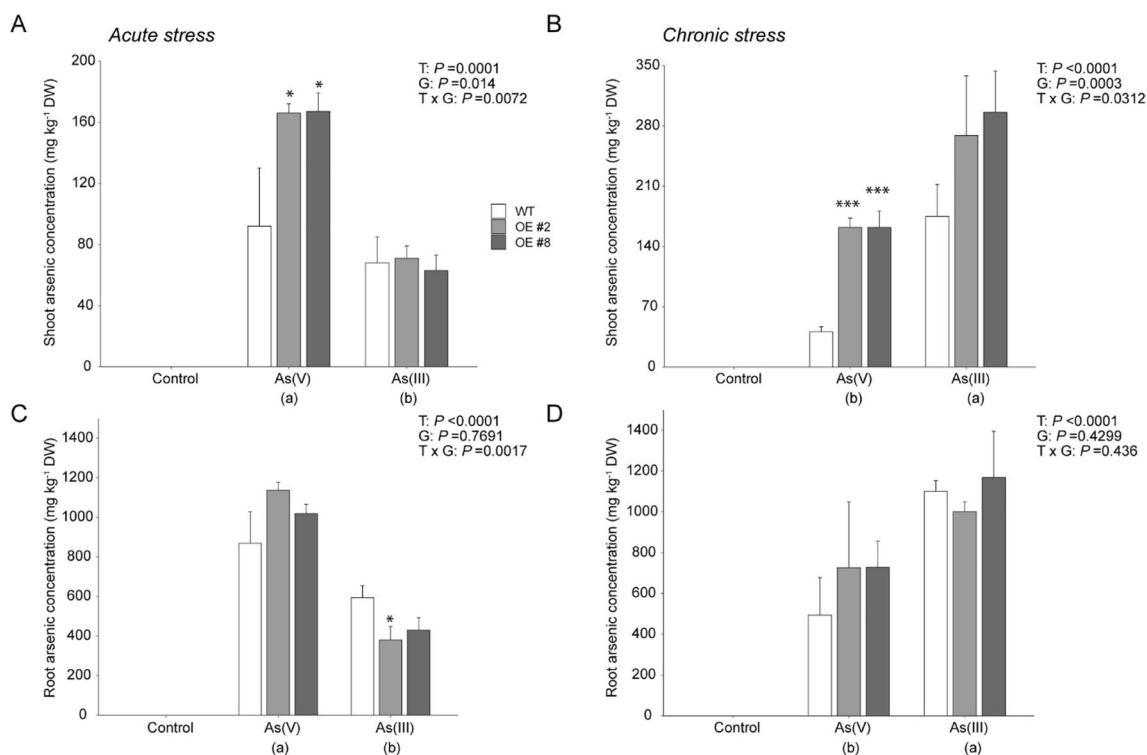 A
Acute stress
T: P =0.0001
G: P =0.014
T x G: P =0.0072
Shoot arsenic concentration (mg kg⁻¹ DW)
200
160
120
80
40
0
*
*
WT
OE #2
OE #8
Control
As(V)
As(III)
(a)
(b)
B
Chronic stress
T: P <0.0001
G: P =0.0003
T x G: P =0.0312
Shoot arsenic concentration (mg kg⁻¹ DW)
350
280
210
140
70
0
***
***
Control
As(V)
As(III)
(b)
(a)
C
T: P <0.0001
G: P =0.7691
T x G: P =0.0017
Root arsenic concentration (mg kg⁻¹ DW)
1400
1200
1000
800
600
400
200
0
*
Control
As(V)
As(III)
(a)
(b)
D
T: P <0.0001
G: P =0.4299
T x G: P =0.436
Root arsenic concentration (mg kg⁻¹ DW)
1400
1200
1000
800
600
400
200
0
Control
As(V)
As(III)
(b)
(a)